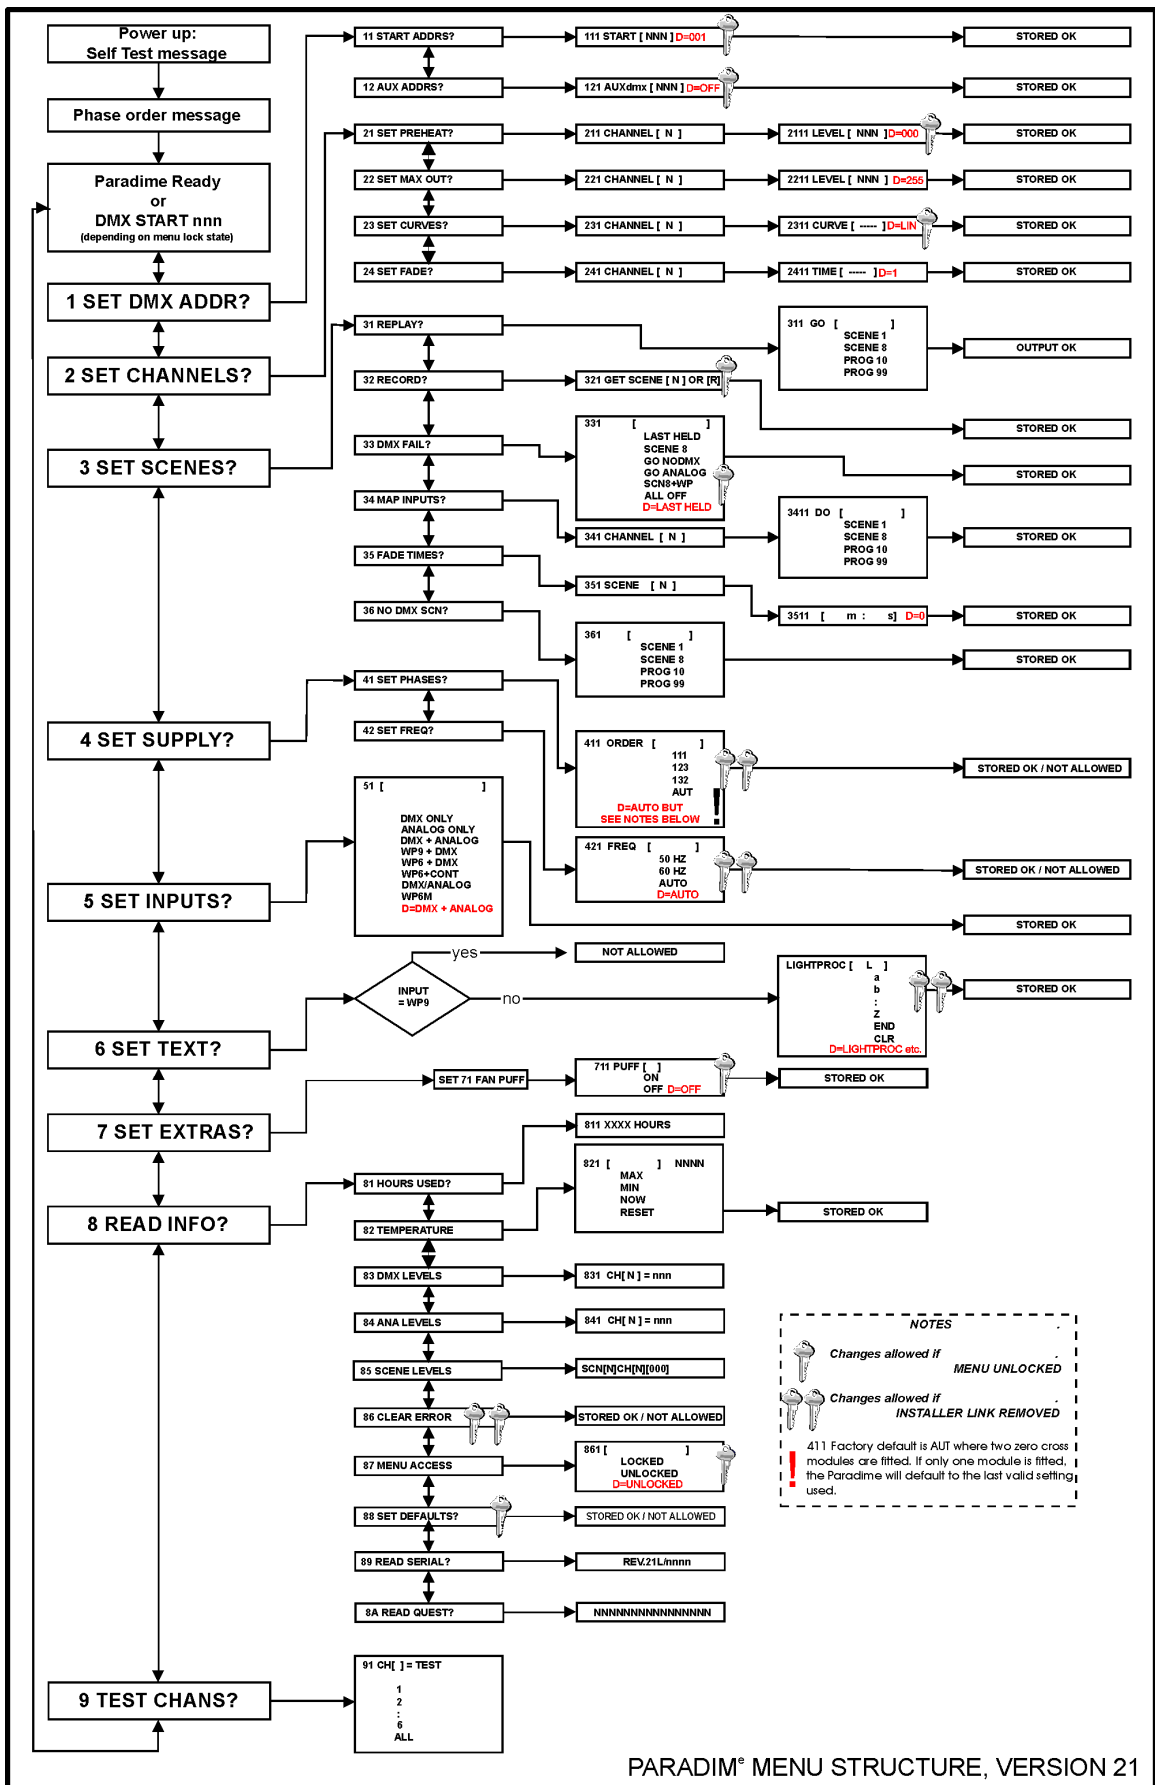 Power up:
Self Test message
Phase order message
Paradime Ready
or
DMX START nnn
(depending on menu lock state)
1 SET DMX ADDR?
2 SET CHANNELS?
3 SET SCENES?
4 SET SUPPLY?
5 SET INPUTS?
6 SET TEXT?
7 SET EXTRAS?
8 READ INFO?
9 TEST CHANS?
11 START ADDRS?
111 START [ NNN ] D=001
STORED OK
12 AUX ADDRS?
121 AUXdmx [ NNN ] D=OFF
STORED OK
21 SET PREHEAT?
211 CHANNEL [ N ]
2111 LEVEL [ NNN ] D=000
STORED OK
22 SET MAX OUT?
221 CHANNEL [ N ]
2211 LEVEL [ NNN ] D=255
STORED OK
23 SET CURVES?
231 CHANNEL [ N ]
2311 CURVE [ ----- ] D=LIN
STORED OK
24 SET FADE?
241 CHANNEL [ N ]
2411 TIME [ ----- ] D=1
STORED OK
31 REPLAY?
311 GO [ ]
SCENE 1
SCENE 8
PROG 10
PROG 99
OUTPUT OK
32 RECORD?
321 GET SCENE [ N ] OR [R]
STORED OK
33 DMX FAIL?
331 [ ]
LAST HELD
SCENE 8
GO NODMX
GO ANALOG
SCN8+WP
ALL OFF
D=LAST HELD
STORED OK
34 MAP INPUTS?
341 CHANNEL [ N ]
3411 DO [ ]
SCENE 1
SCENE 8
PROG 10
PROG 99
STORED OK
35 FADE TIMES?
351 SCENE [ N ]
3511 [ m : s] D=0
STORED OK
36 NO DMX SCN?
361 [ ]
SCENE 1
SCENE 8
PROG 10
PROG 99
STORED OK
41 SET PHASES?
411 ORDER [ ]
111
123
132
AUT
D=AUTO BUT
SEE NOTES BELOW
!
STORED OK / NOT ALLOWED
42 SET FREQ?
421 FREQ [ ]
50 HZ
60 HZ
AUTO
D=AUTO
STORED OK / NOT ALLOWED
51 [ ]
DMX ONLY
ANALOG ONLY
DMX + ANALOG
WP9 + DMX
WP6 + DMX
WP6+CONT
DMX/ANALOG
WP6M
D=DMX + ANALOG
STORED OK
INPUT
= WP9
yes
NOT ALLOWED
no
LIGHTPROC [ L ]
a
b
:
Z
END
CLR
D=LIGHTPROC etc.
STORED OK
SET 71 FAN PUFF
711 PUFF [ ]
ON
OFF D=OFF
STORED OK
81 HOURS USED?
811 XXXX HOURS
82 TEMPERATURE
821 [ ] NNNN
MAX
MIN
NOW
RESET
STORED OK
83 DMX LEVELS
831 CH[ N ] = nnn
84 ANA LEVELS
841 CH[ N ] = nnn
85 SCENE LEVELS
SCN[N]CH[N][000]
86 CLEAR ERROR
STORED OK / NOT ALLOWED
87 MENU ACCESS
861 [ ]
LOCKED
UNLOCKED
D=UNLOCKED
88 SET DEFAULTS?
STORED OK / NOT ALLOWED
89 READ SERIAL?
REV.21L/nnnn
8A READ QUEST?
NNNNNNNNNNNNNNNN
91 CH[ ] = TEST
1
2
:
6
ALL
NOTES .
Changes allowed if .
MENU UNLOCKED
Changes allowed if .
INSTALLER LINK REMOVED
! 411 Factory default is AUT where two zero cross
modules are fitted. If only one module is fitted,
the Paradime will default to the last valid setting
used.
PARADIMᵉ MENU STRUCTURE, VERSION 21